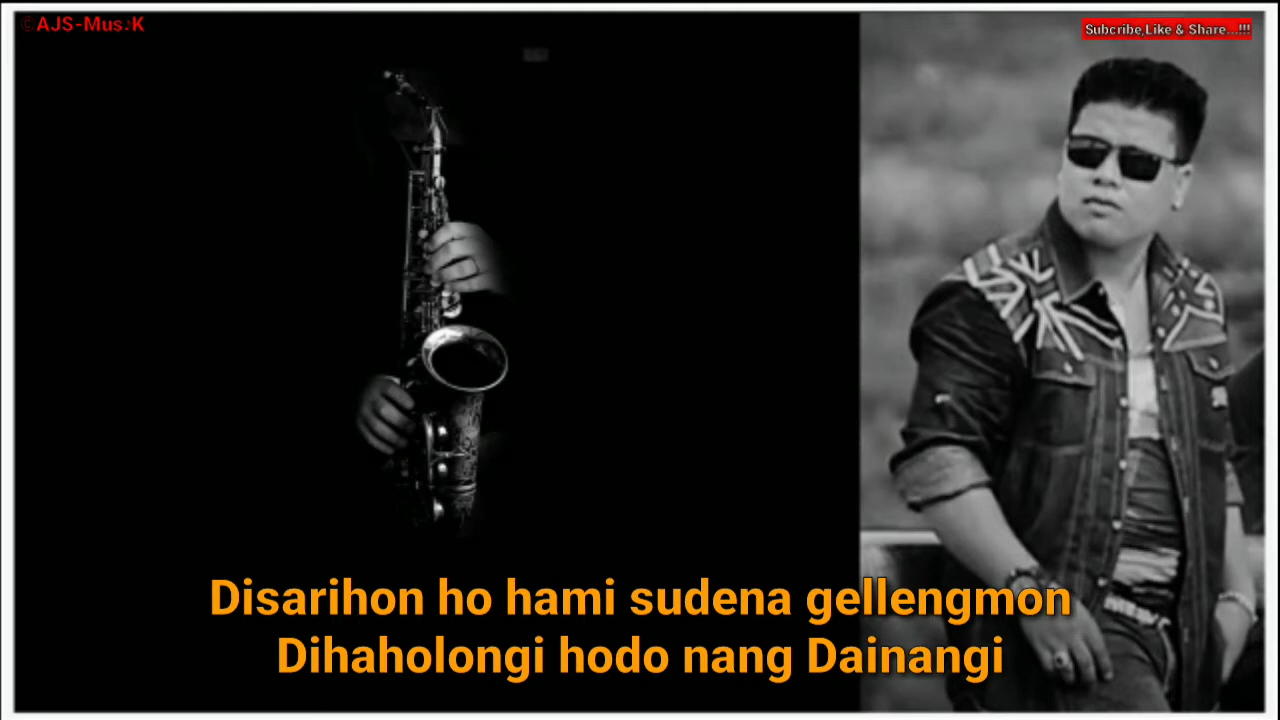 ©AJS-Mus:K
Subcribe,Like & Share...!!!
Disarihon ho hami sudena gellengmon
Dihaholongi hodo nang Dainangi